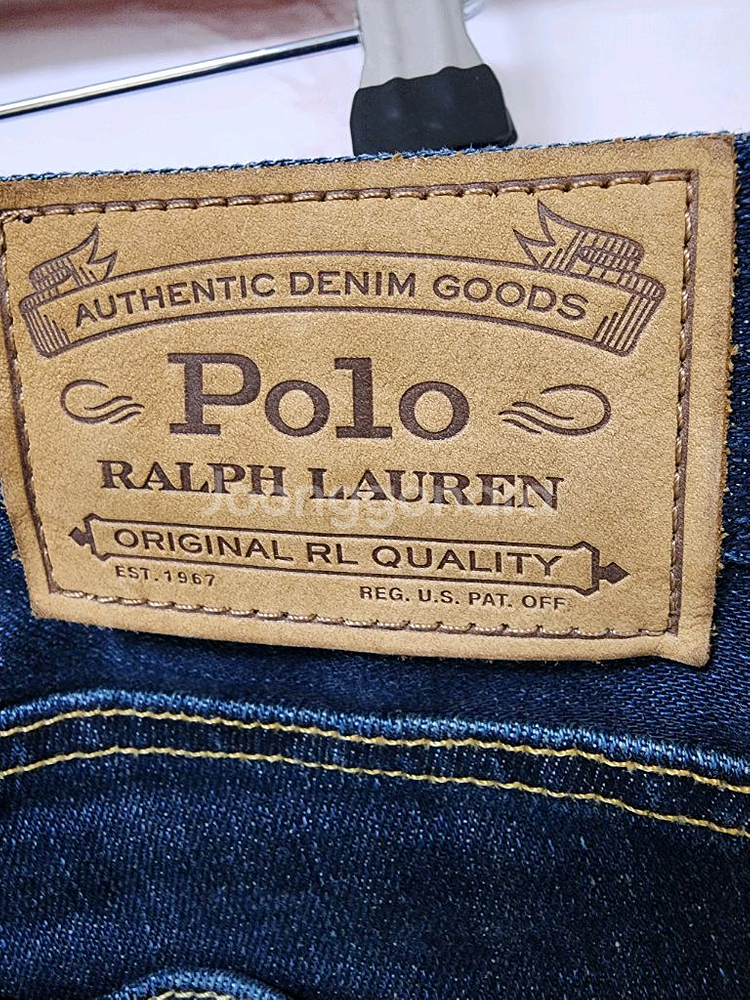 AUTHENTIC DENIM GOODS
Polo
RALPH LAUREN
ORIGINAL RL QUALITY
EST. 1967
REG. U.S. PAT. OFF.